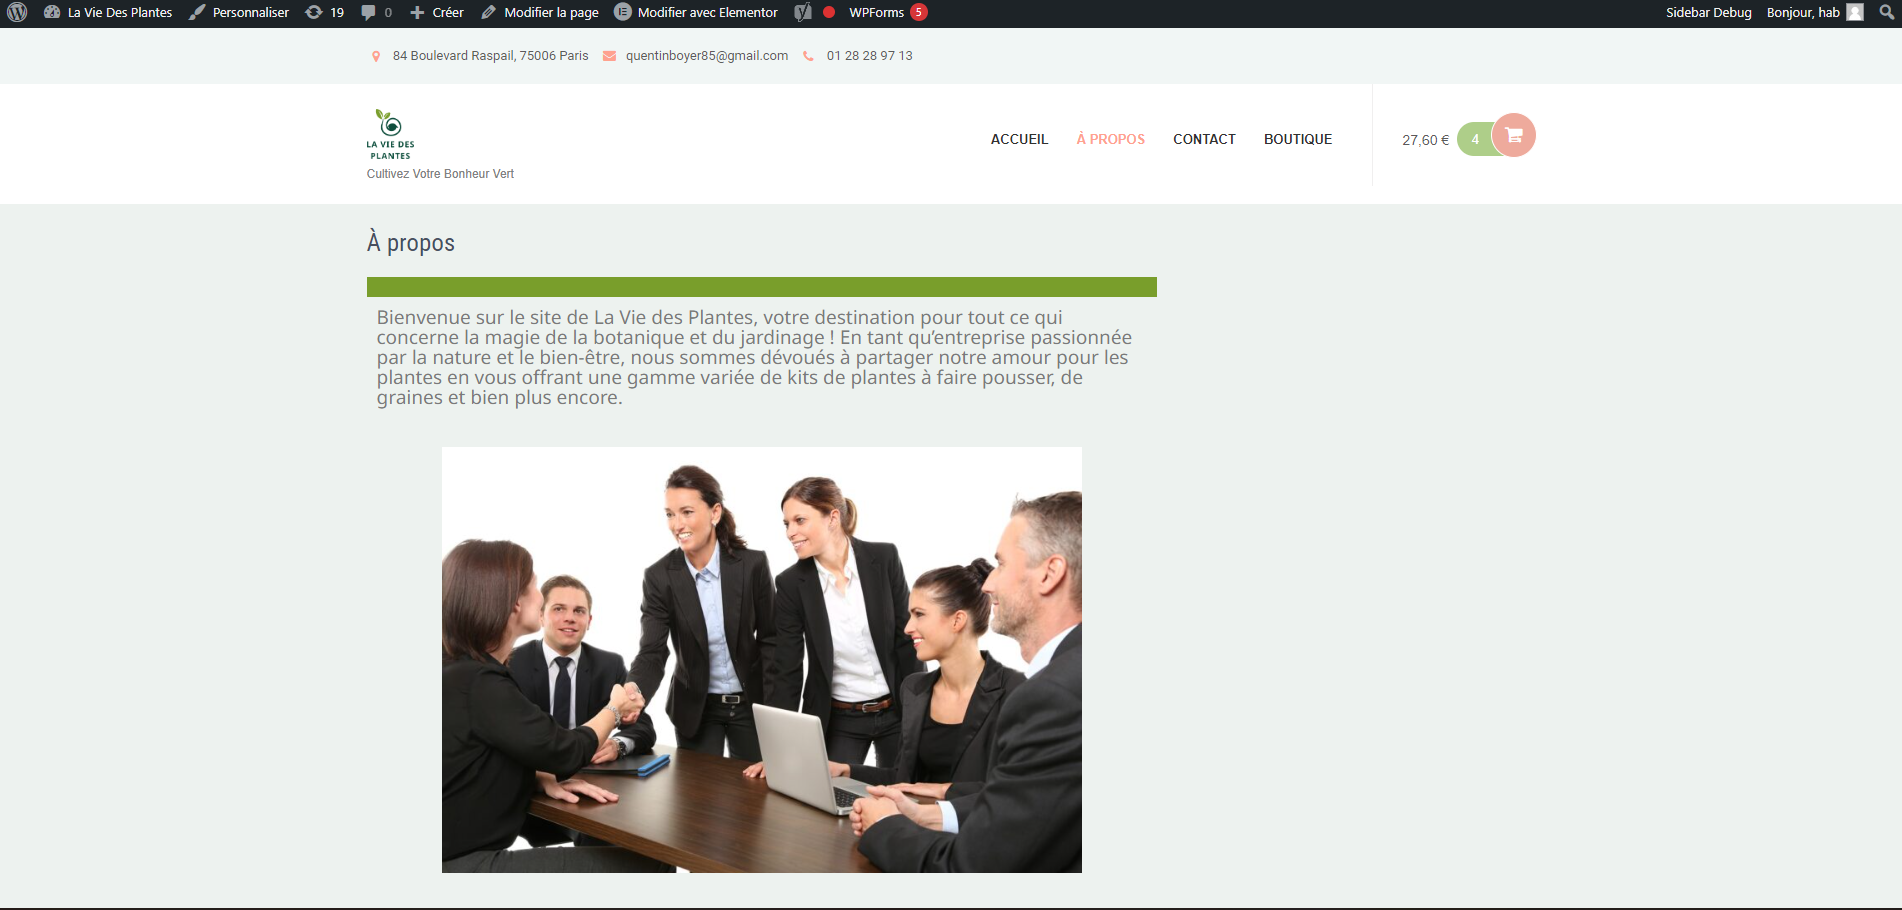 La Vie Des Plantes Personnaliser 19 0 Créer Modifier la page Modifier avec Elementor WPForms 5 Sidebar Debug Bonjour, hab
84 Boulevard Raspail, 75006 Paris quentinboyer85@gmail.com 01 28 28 97 13
LA VIE DES
PLANTES
Cultivez Votre Bonheur Vert
ACCUEIL À PROPOS CONTACT BOUTIQUE 27,60 € 4
À propos
Bienvenue sur le site de La Vie des Plantes, votre destination pour tout ce qui
concerne la magie de la botanique et du jardinage ! En tant qu’entreprise passionnée
par la nature et le bien-être, nous sommes dévoués à partager notre amour pour les
plantes en vous offrant une gamme variée de kits de plantes à faire pousser, de
graines et bien plus encore.